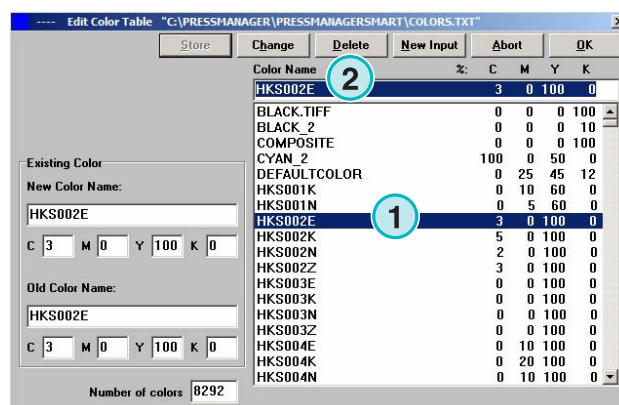 ---- Edit Color Table "C:\PRESSMANAGER\PRESSMANAGERSMART\COLORS.TXT"
Store Change Delete New Input Abort OK
Color Name %: C M Y K
2
HKS002E 3 0 100 0
BLACK.TIFF 0 0 0 100
BLACK_2 0 0 0 10
COMPOSITE 0 0 0 100
CYAN_2 100 0 50 0
DEFAULTCOLOR 0 25 45 12
HKS001K 0 10 60 0
HKS001N 0 5 60 0
HKS002E 3 0 100 0
1
HKS002K 5 0 100 0
HKS002N 2 0 100 0
HKS002Z 3 0 100 0
HKS003E 0 0 100 0
HKS003K 0 0 100 0
HKS003N 0 0 100 0
HKS003Z 0 0 100 0
HKS004E 0 10 100 0
HKS004K 0 20 100 0
HKS004N 0 10 100 0
Existing Color
New Color Name:
HKS002E
C 3 M 0 Y 100 K 0
Old Color Name:
HKS002E
C 3 M 0 Y 100 K 0
Number of colors 8292